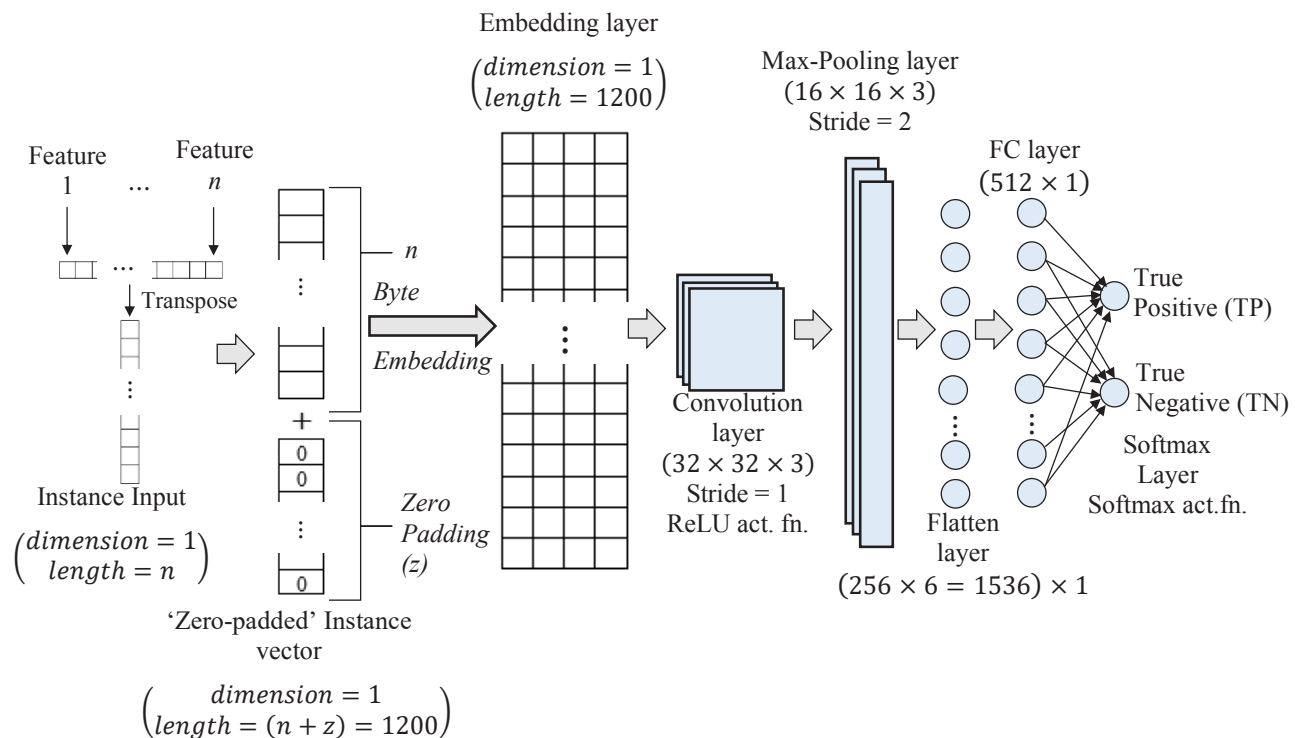 Feature
1
...
Feature
n
...
Transpose
⋮
Instance Input
(dimension = 1
length = n)
⋮
n
+
0
0
⋮
0
Zero
Padding
(z)
'Zero-padded' Instance
vector
(dimension = 1
length = (n + z) = 1200)
Byte
Embedding
Embedding layer
(dimension = 1
length = 1200)
⋮
Convolution
layer
(32 × 32 × 3)
Stride = 1
ReLU act. fn.
Max-Pooling layer
(16 × 16 × 3)
Stride = 2
Flatten
layer
(256 × 6 = 1536) × 1
⋮
FC layer
(512 × 1)
⋮
True
Positive (TP)
True
Negative (TN)
Softmax
Layer
Softmax act.fn.